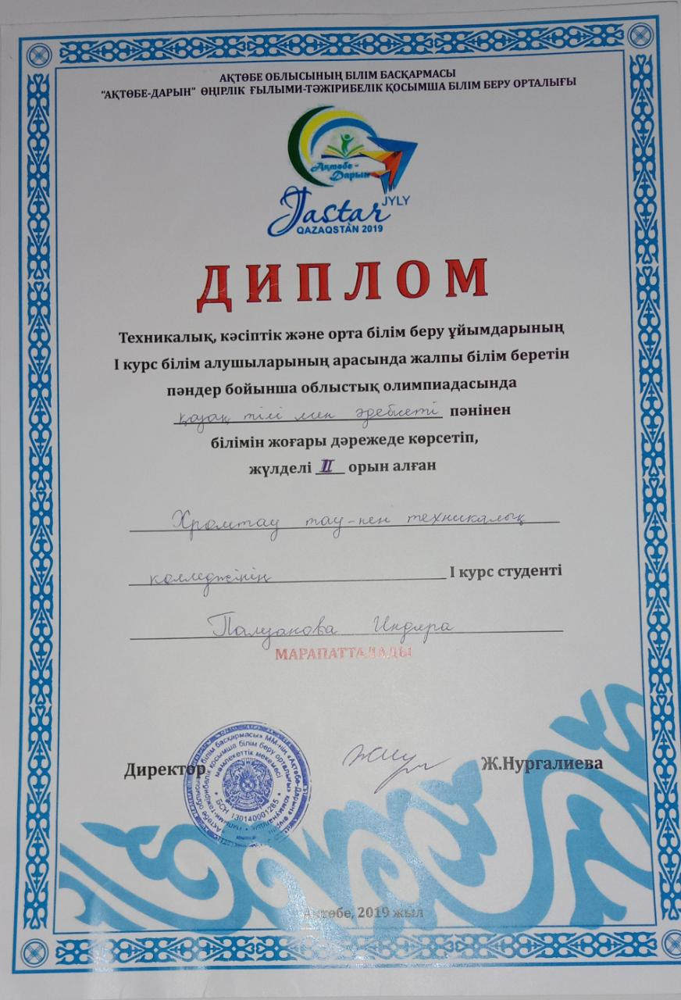 АҚТӨБЕ ОБЛЫСЫНЫҢ БІЛІМ БАСҚАРМАСЫ
"АҚТӨБЕ-ДАРЫН" ӨҢІРЛІК ҒЫЛЫМИ-ТӘЖІРИБЕЛІК ҚОСЫМША БІЛІМ БЕРУ ОРТАЛЫҒЫ
Ақтөбе -
Дарын
JYLY
Jastar
QAZAQSTAN 2019
ДИПЛОМ
Техникалық, кәсіптік және орта білім беру ұйымдарының
I курс білім алушыларының арасында жалпы білім беретін
пәндер бойынша облыстық олимпиадасында
қазақ тілі мен әдебиеті пәнінен
білімін жоғары дәрежеде көрсетіп,
жүлделі II орын алған
Хромтау тау-кен техникалық
колледжінің I курс студенті
Палуанова Индира
МАРАПАТТАЛАДЫ
Директор
Ж.Нургалиева
мемлекеттік мекемесі
БСН 130140001285
Ақтөбе, 2019 жыл